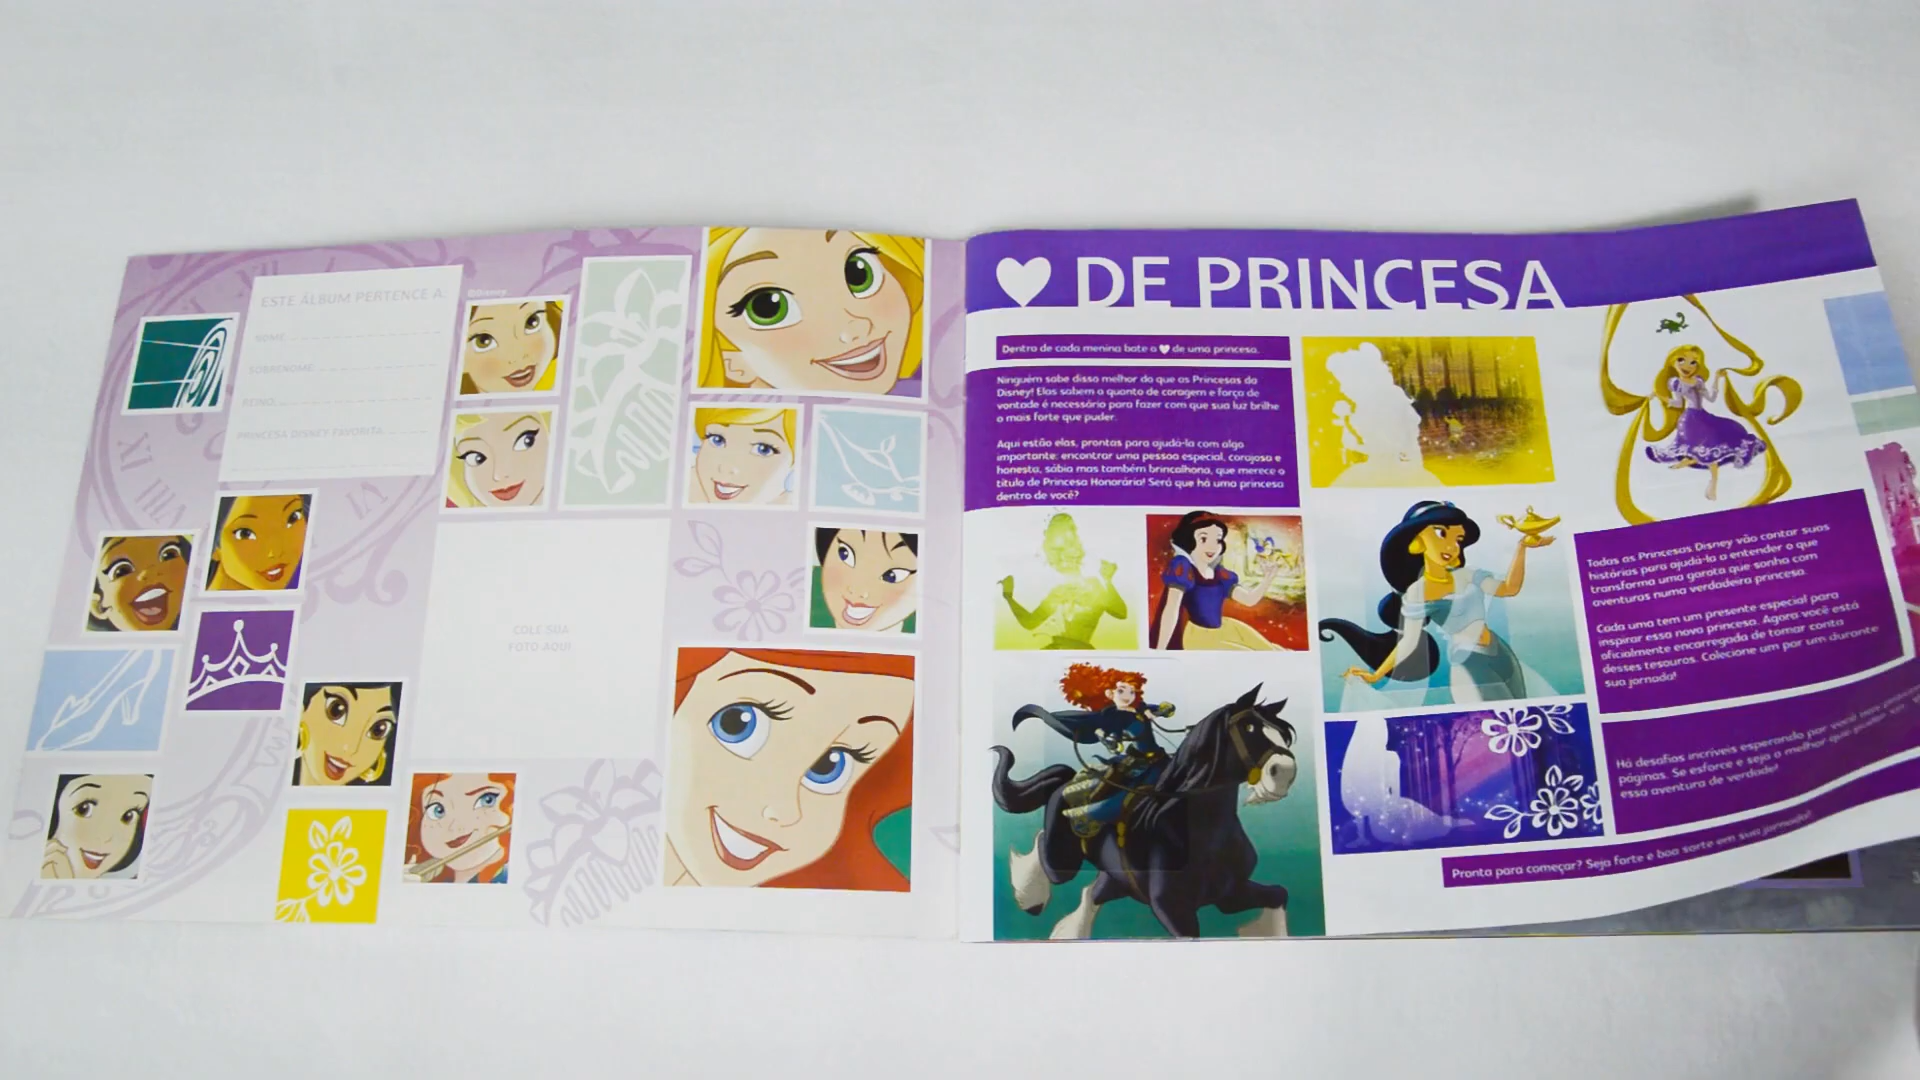 ESTE ÁLBUM PERTENCE A:
NOME
SOBRENOME
REINO
PRINCESA DISNEY FAVORITA
©Disney
COLE SUA
FOTO AQUI
DE PRINCESA
Dentro de cada menina bate o ♥ de uma princesa.
Ninguém sabe disso melhor do que as Princesas da
Disney! Elas sabem o quanto de coragem e força de
vontade é necessário para fazer com que sua luz brilhe
o mais forte que puder.
Aqui estão elas, prontas para ajudá-la com algo
importante: encontrar uma pessoa especial, corajosa e
honesta, sábia mas também brincalhona, que merece o
título de Princesa Honorária! Será que há uma princesa
dentro de você?
Todas as Princesas Disney vão contar suas
histórias para ajudá-la a entender o que
transforma uma garota que sonha com
aventuras numa verdadeira princesa.
Cada uma tem um presente especial para
inspirar essa nova princesa. Agora você está
oficialmente encarregada de tomar conta
desses tesouros. Colecione um por um durante
sua jornada!
Há desafios incríveis esperando por você nas
páginas. Se esforce e seja a melhor que puder
essa aventura de verdade!
Pronta para começar? Seja forte e boa sorte em sua jornada!